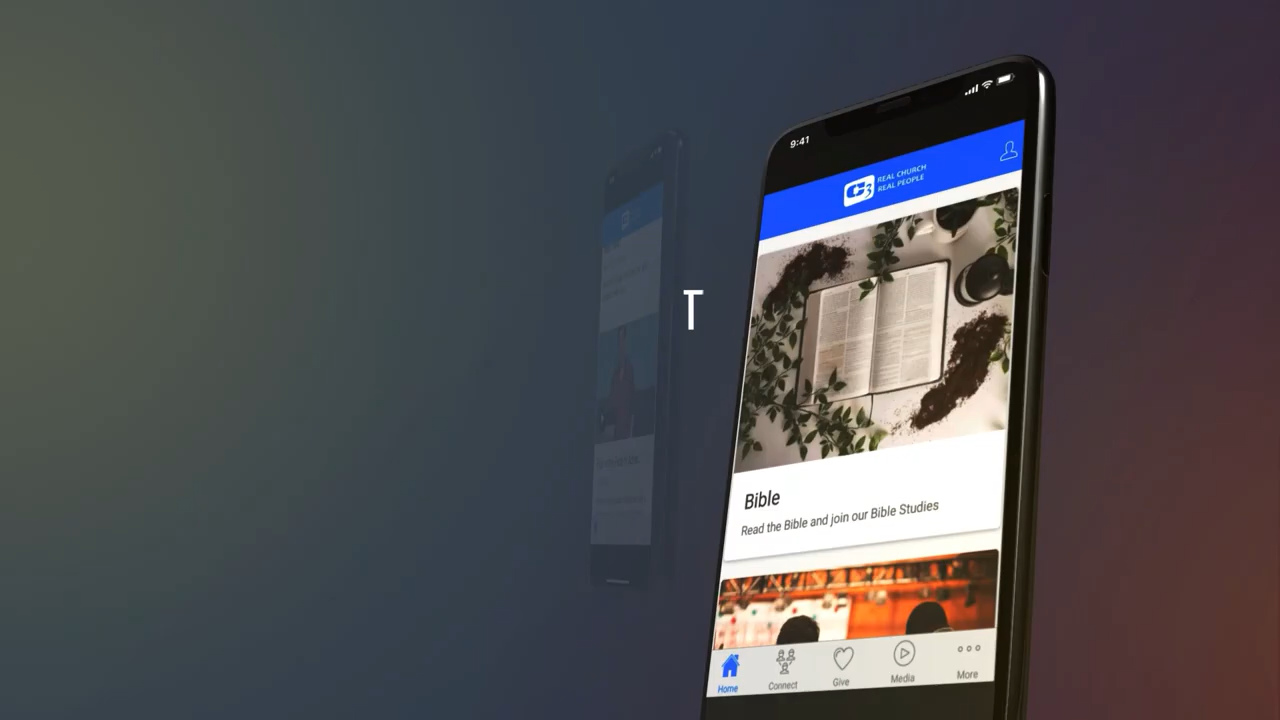 T
9:41
C3 REAL CHURCH
REAL PEOPLE
Bible
Read the Bible and join our Bible Studies
Home
Connect
Give
Media
More